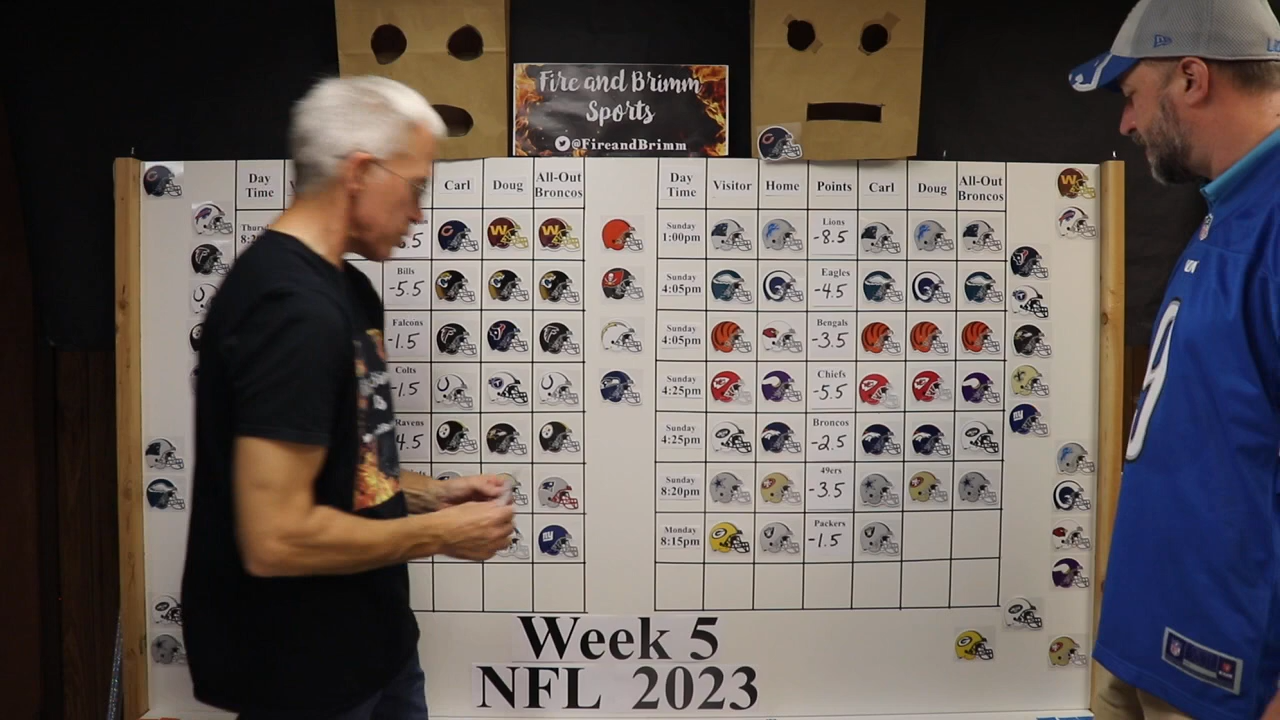 Fire and Brimm
Sports
@FireandBrimm
Day
Time
Carl
Doug
All-Out
Broncos
.5
Bills
-5.5
Falcons
-1.5
Colts
-1.5
Ravens
4.5
Day
Time
Visitor
Home
Points
Carl
Doug
All-Out
Broncos
Sunday
1:00pm
Lions
-8.5
Sunday
4:05pm
Eagles
-4.5
Sunday
4:05pm
Bengals
-3.5
Sunday
4:25pm
Chiefs
-5.5
Sunday
4:25pm
Broncos
-2.5
Sunday
8:20pm
49ers
-3.5
Monday
8:15pm
Packers
-1.5
Week 5
NFL 2023